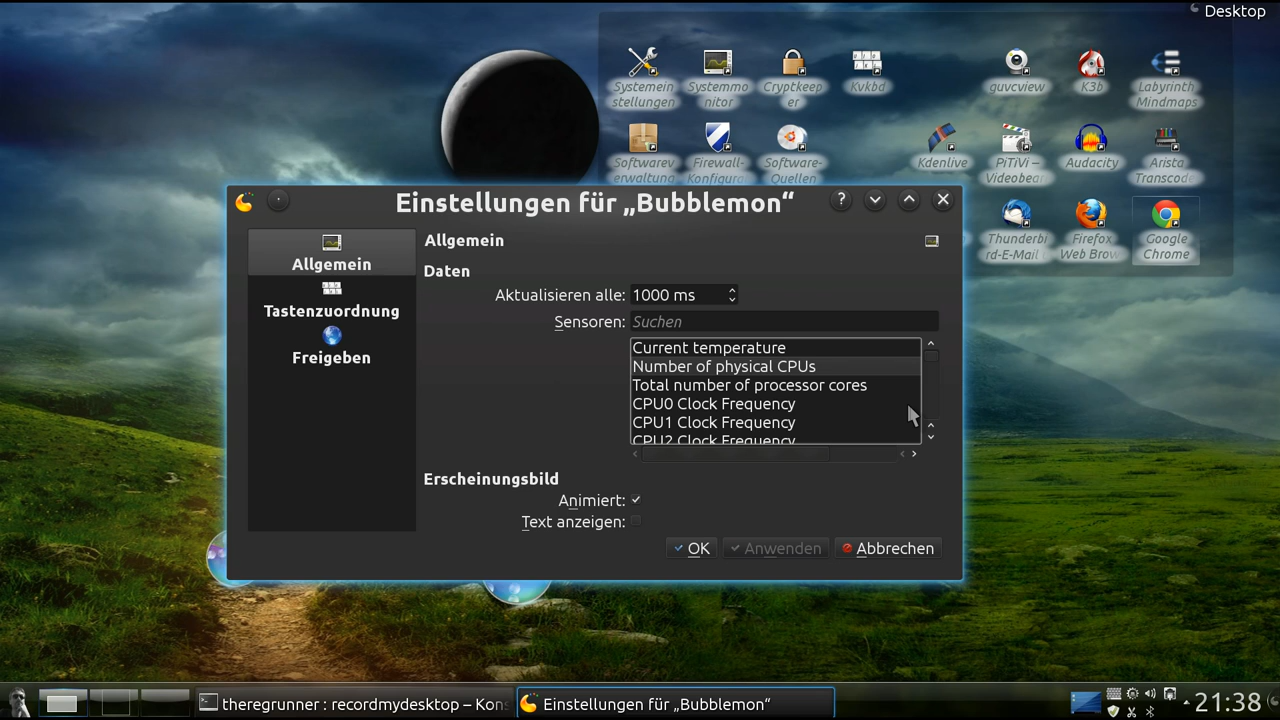 Desktop
Systemein
stellungen
Systemmo
nitor
Cryptkeep
er
Kvkbd
guvcview
K3b
Labyrinth
Mindmaps
Softwarev
erwaltung
Firewall-
Konfigura
Software-
Quellen
Kdenlive
PiTiVi –
Videobear
Audacity
Arista
Transcode
Thunderbi
rd-E-Mail
Firefox
Web Brow
Google
Chrome
Einstellungen für „Bubblemon“
?
Allgemein
Tastenzuordnung
Freigeben
Allgemein
Daten
Aktualisieren alle: 1000 ms
Sensoren: Suchen
Current temperature
Number of physical CPUs
Total number of processor cores
CPU0 Clock Frequency
CPU1 Clock Frequency
CPU2 Clock Frequency
Erscheinungsbild
Animiert:
Text anzeigen:
OK Anwenden Abbrechen
theregrunner : recordmydesktop – Kons
Einstellungen für „Bubblemon“
21:38